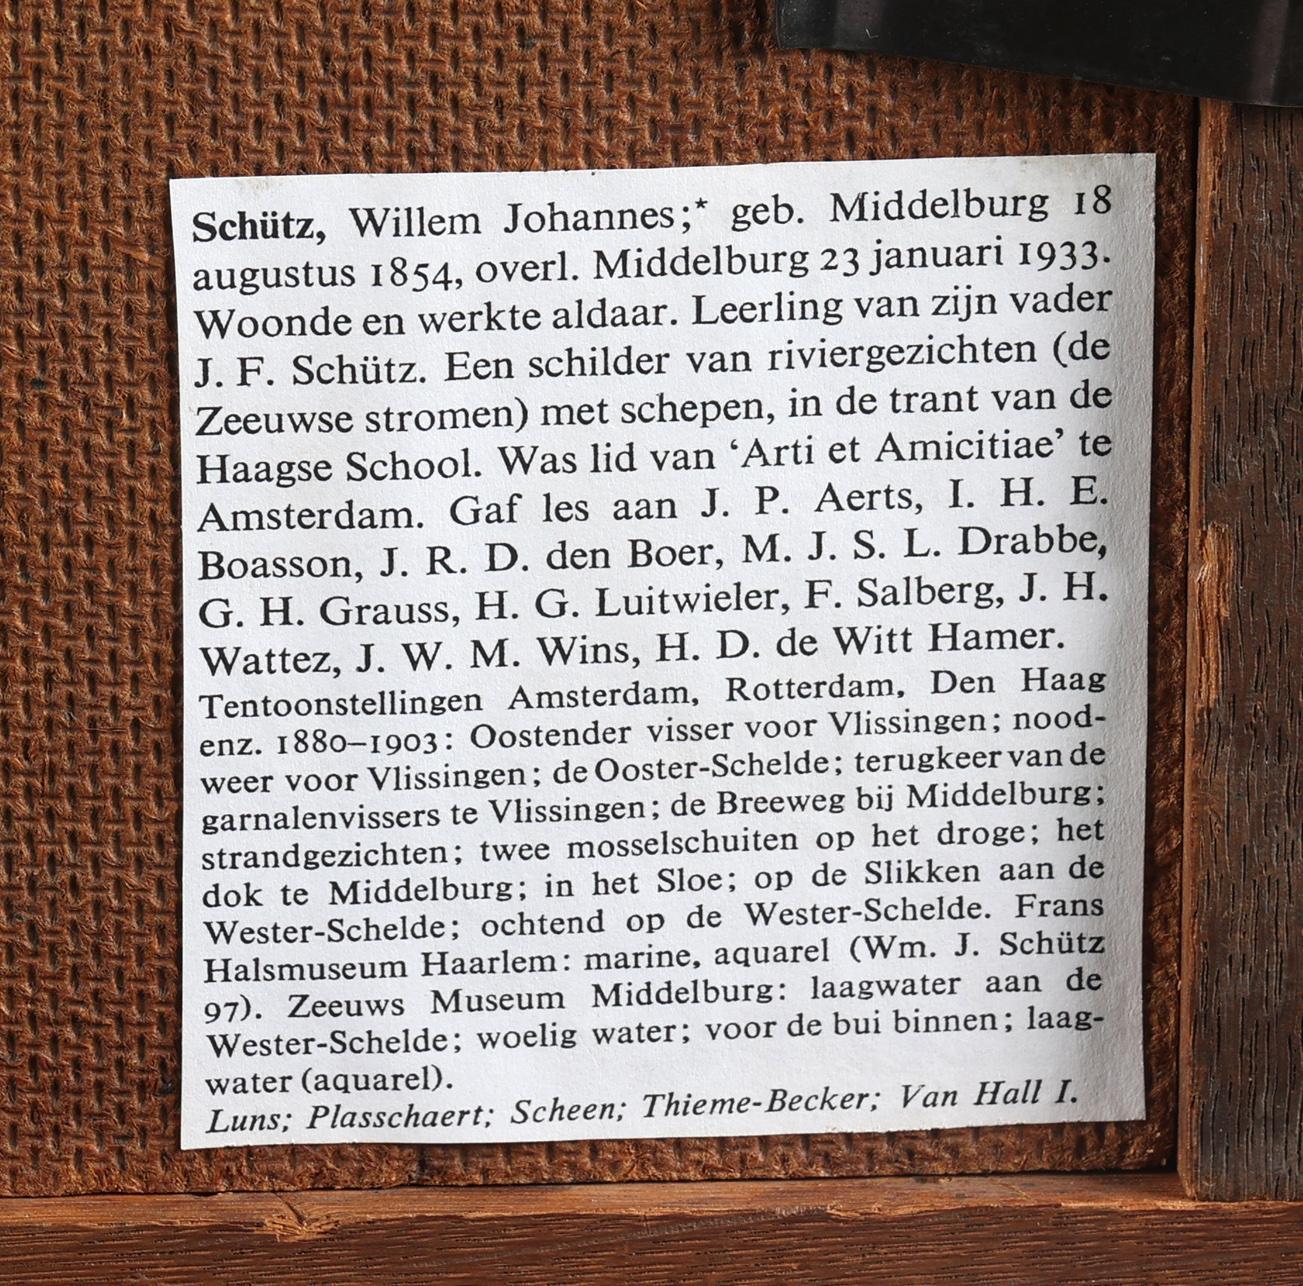 Schütz, Willem Johannes;* geb. Middelburg 18
augustus 1854, overl. Middelburg 23 januari 1933.
Woonde en werkte aldaar. Leerling van zijn vader
J. F. Schütz. Een schilder van riviergezichten (de
Zeeuwse stromen) met schepen, in de trant van de
Haagse School. Was lid van ‘Arti et Amicitiae’ te
Amsterdam. Gaf les aan J. P. Aerts, I. H. E.
Boasson, J. R. D. den Boer, M. J. S. L. Drabbe,
G. H. Grauss, H. G. Luitwieler, F. Salberg, J. H.
Wattez, J. W. M. Wins, H. D. de Witt Hamer.
Tentoonstellingen Amsterdam, Rotterdam, Den Haag
enz. 1880–1903: Oostender visser voor Vlissingen; nood-
weer voor Vlissingen; de Ooster-Schelde; terugkeer van de
garnalenvissers te Vlissingen; de Breeweg bij Middelburg;
strandgezichten; twee mosselschuiten op het droge; het
dok te Middelburg; in het Sloe; op de Slikken aan de
Wester-Schelde; ochtend op de Wester-Schelde. Frans
Halsmuseum Haarlem: marine, aquarel (Wm. J. Schütz
97). Zeeuws Museum Middelburg: laagwater aan de
Wester-Schelde; woelig water; voor de bui binnen; laag-
water (aquarel).
Luns; Plasschaert; Scheen; Thieme-Becker; Van Hall I.